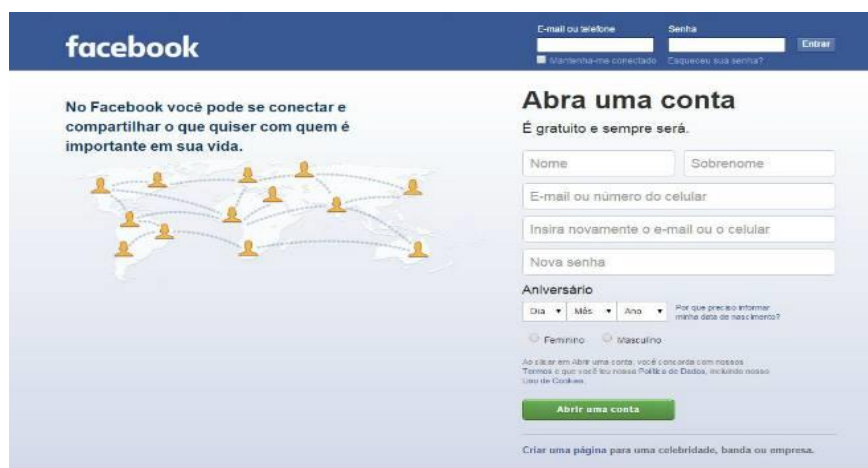 facebook
E-mail ou telefone
Senha
Entrar
Mantenha-me conectado
Esqueceu sua senha?
No Facebook você pode se conectar e
compartilhar o que quiser com quem é
importante em sua vida.
Abra uma conta
É gratuito e sempre será.
Nome
Sobrenome
E-mail ou número do celular
Insira novamente o e-mail ou o celular
Nova senha
Aniversário
Dia
Mês
Ano
Por que preciso informar
minha data de nascimento?
Feminino
Masculino
Ao clicar em Abrir uma conta, você concorda com nossos
Termos e que você leu nossa Política de Dados, incluindo nosso
Uso de Cookies.
Abrir uma conta
Criar uma página para uma celebridade, banda ou empresa.